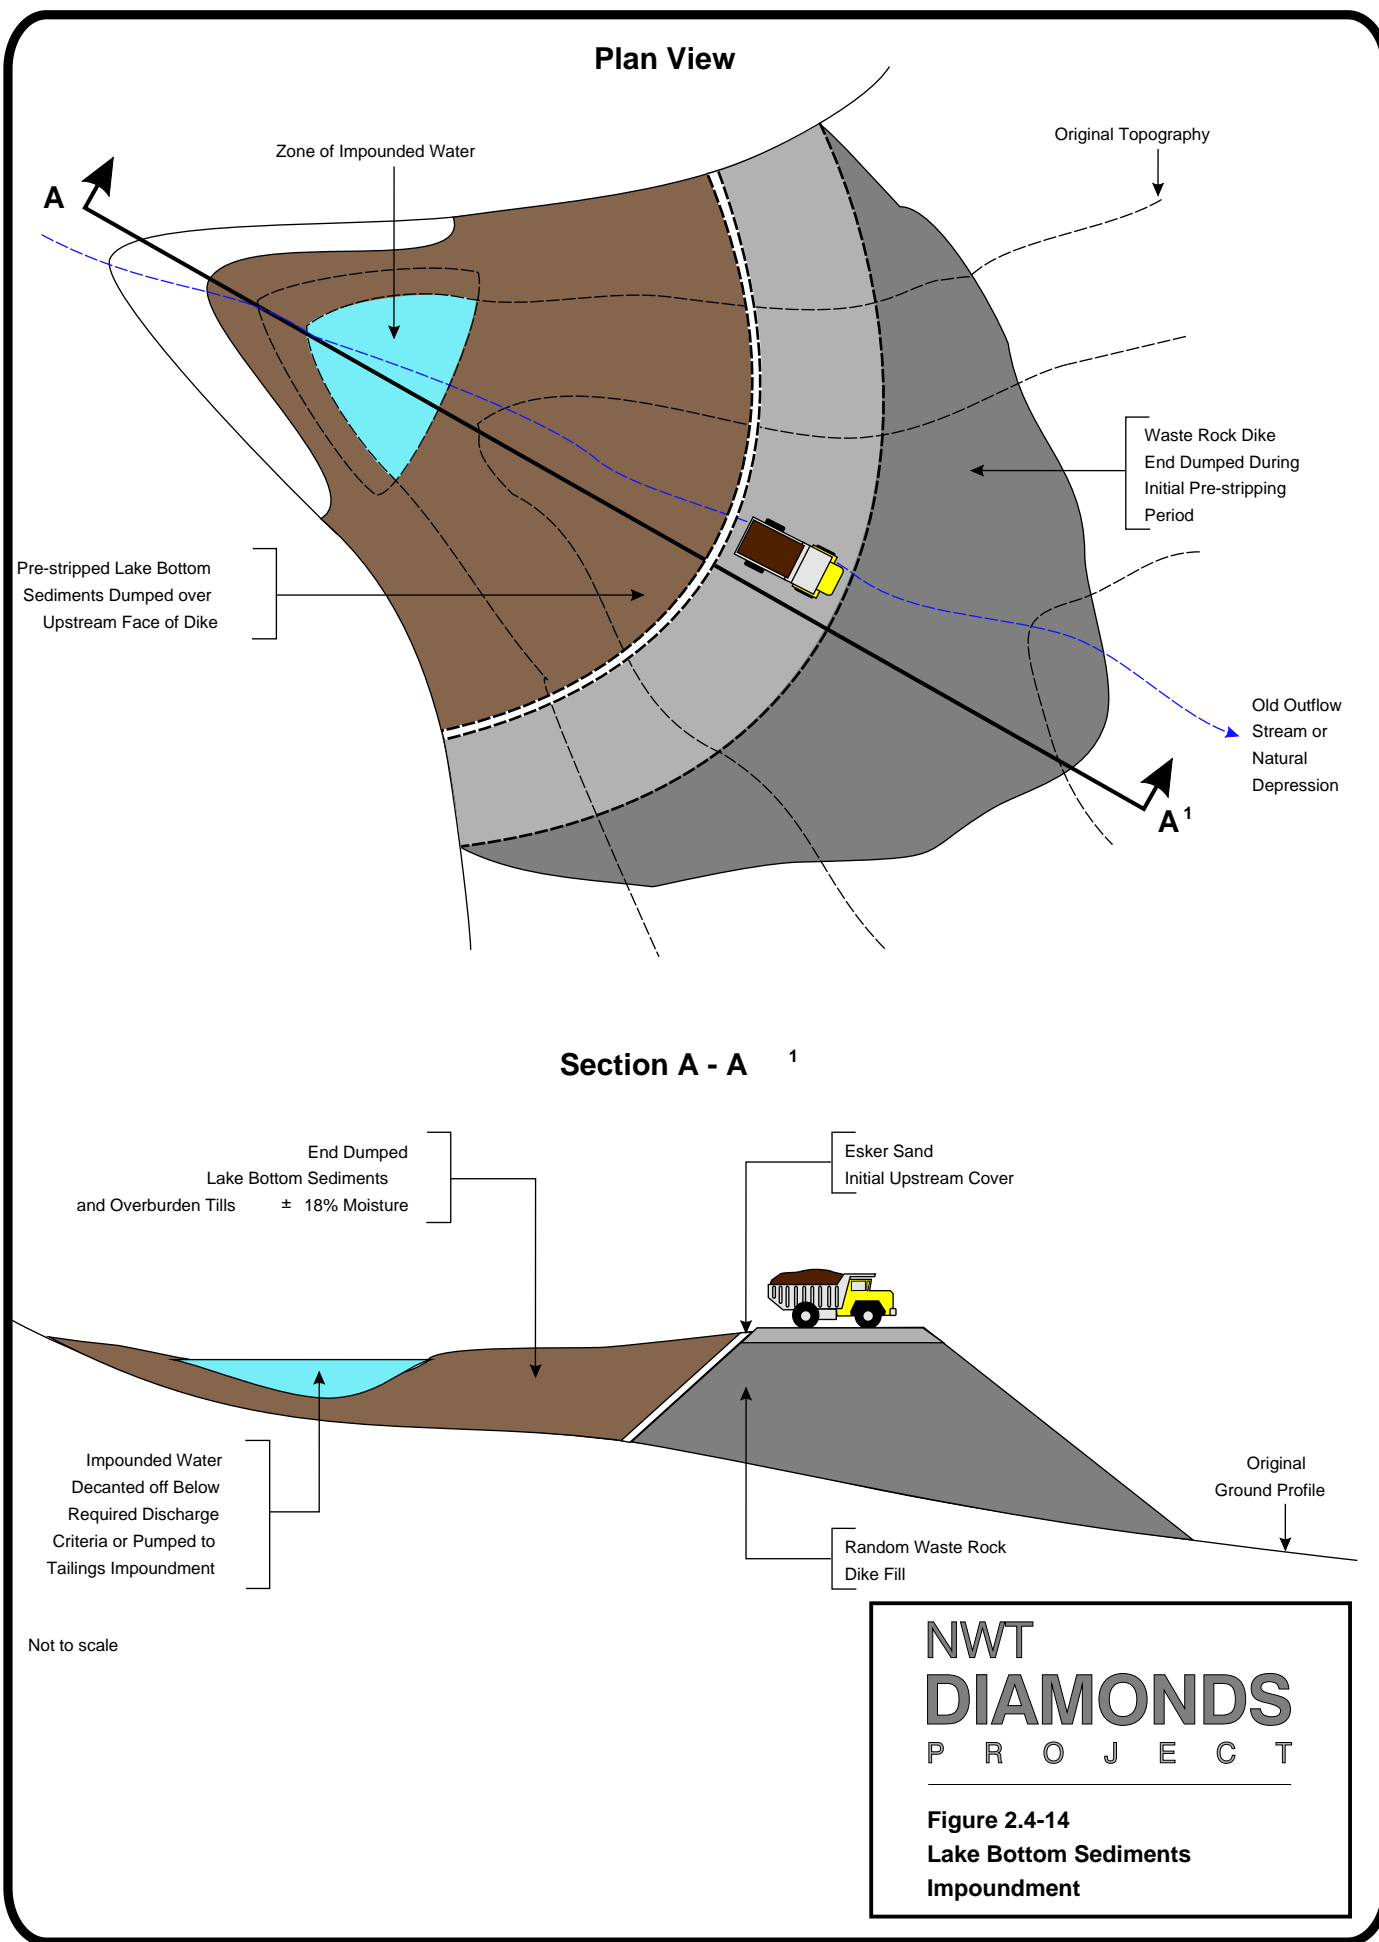 Plan View
Zone of Impounded Water
Original Topography
A
Waste Rock Dike
End Dumped During
Initial Pre-stripping
Period
Pre-stripped Lake Bottom
Sediments Dumped over
Upstream Face of Dike
Old Outflow
Stream or
Natural
Depression
A 1
Section A - A 1
End Dumped
Lake Bottom Sediments
and Overburden Tills ± 18% Moisture
Esker Sand
Initial Upstream Cover
Impounded Water
Decanted off Below
Required Discharge
Criteria or Pumped to
Tailings Impoundment
Original
Ground Profile
Random Waste Rock
Dike Fill
Not to scale
NWT
DIAMONDS
PROJECT
Figure 2.4-14
Lake Bottom Sediments
Impoundment